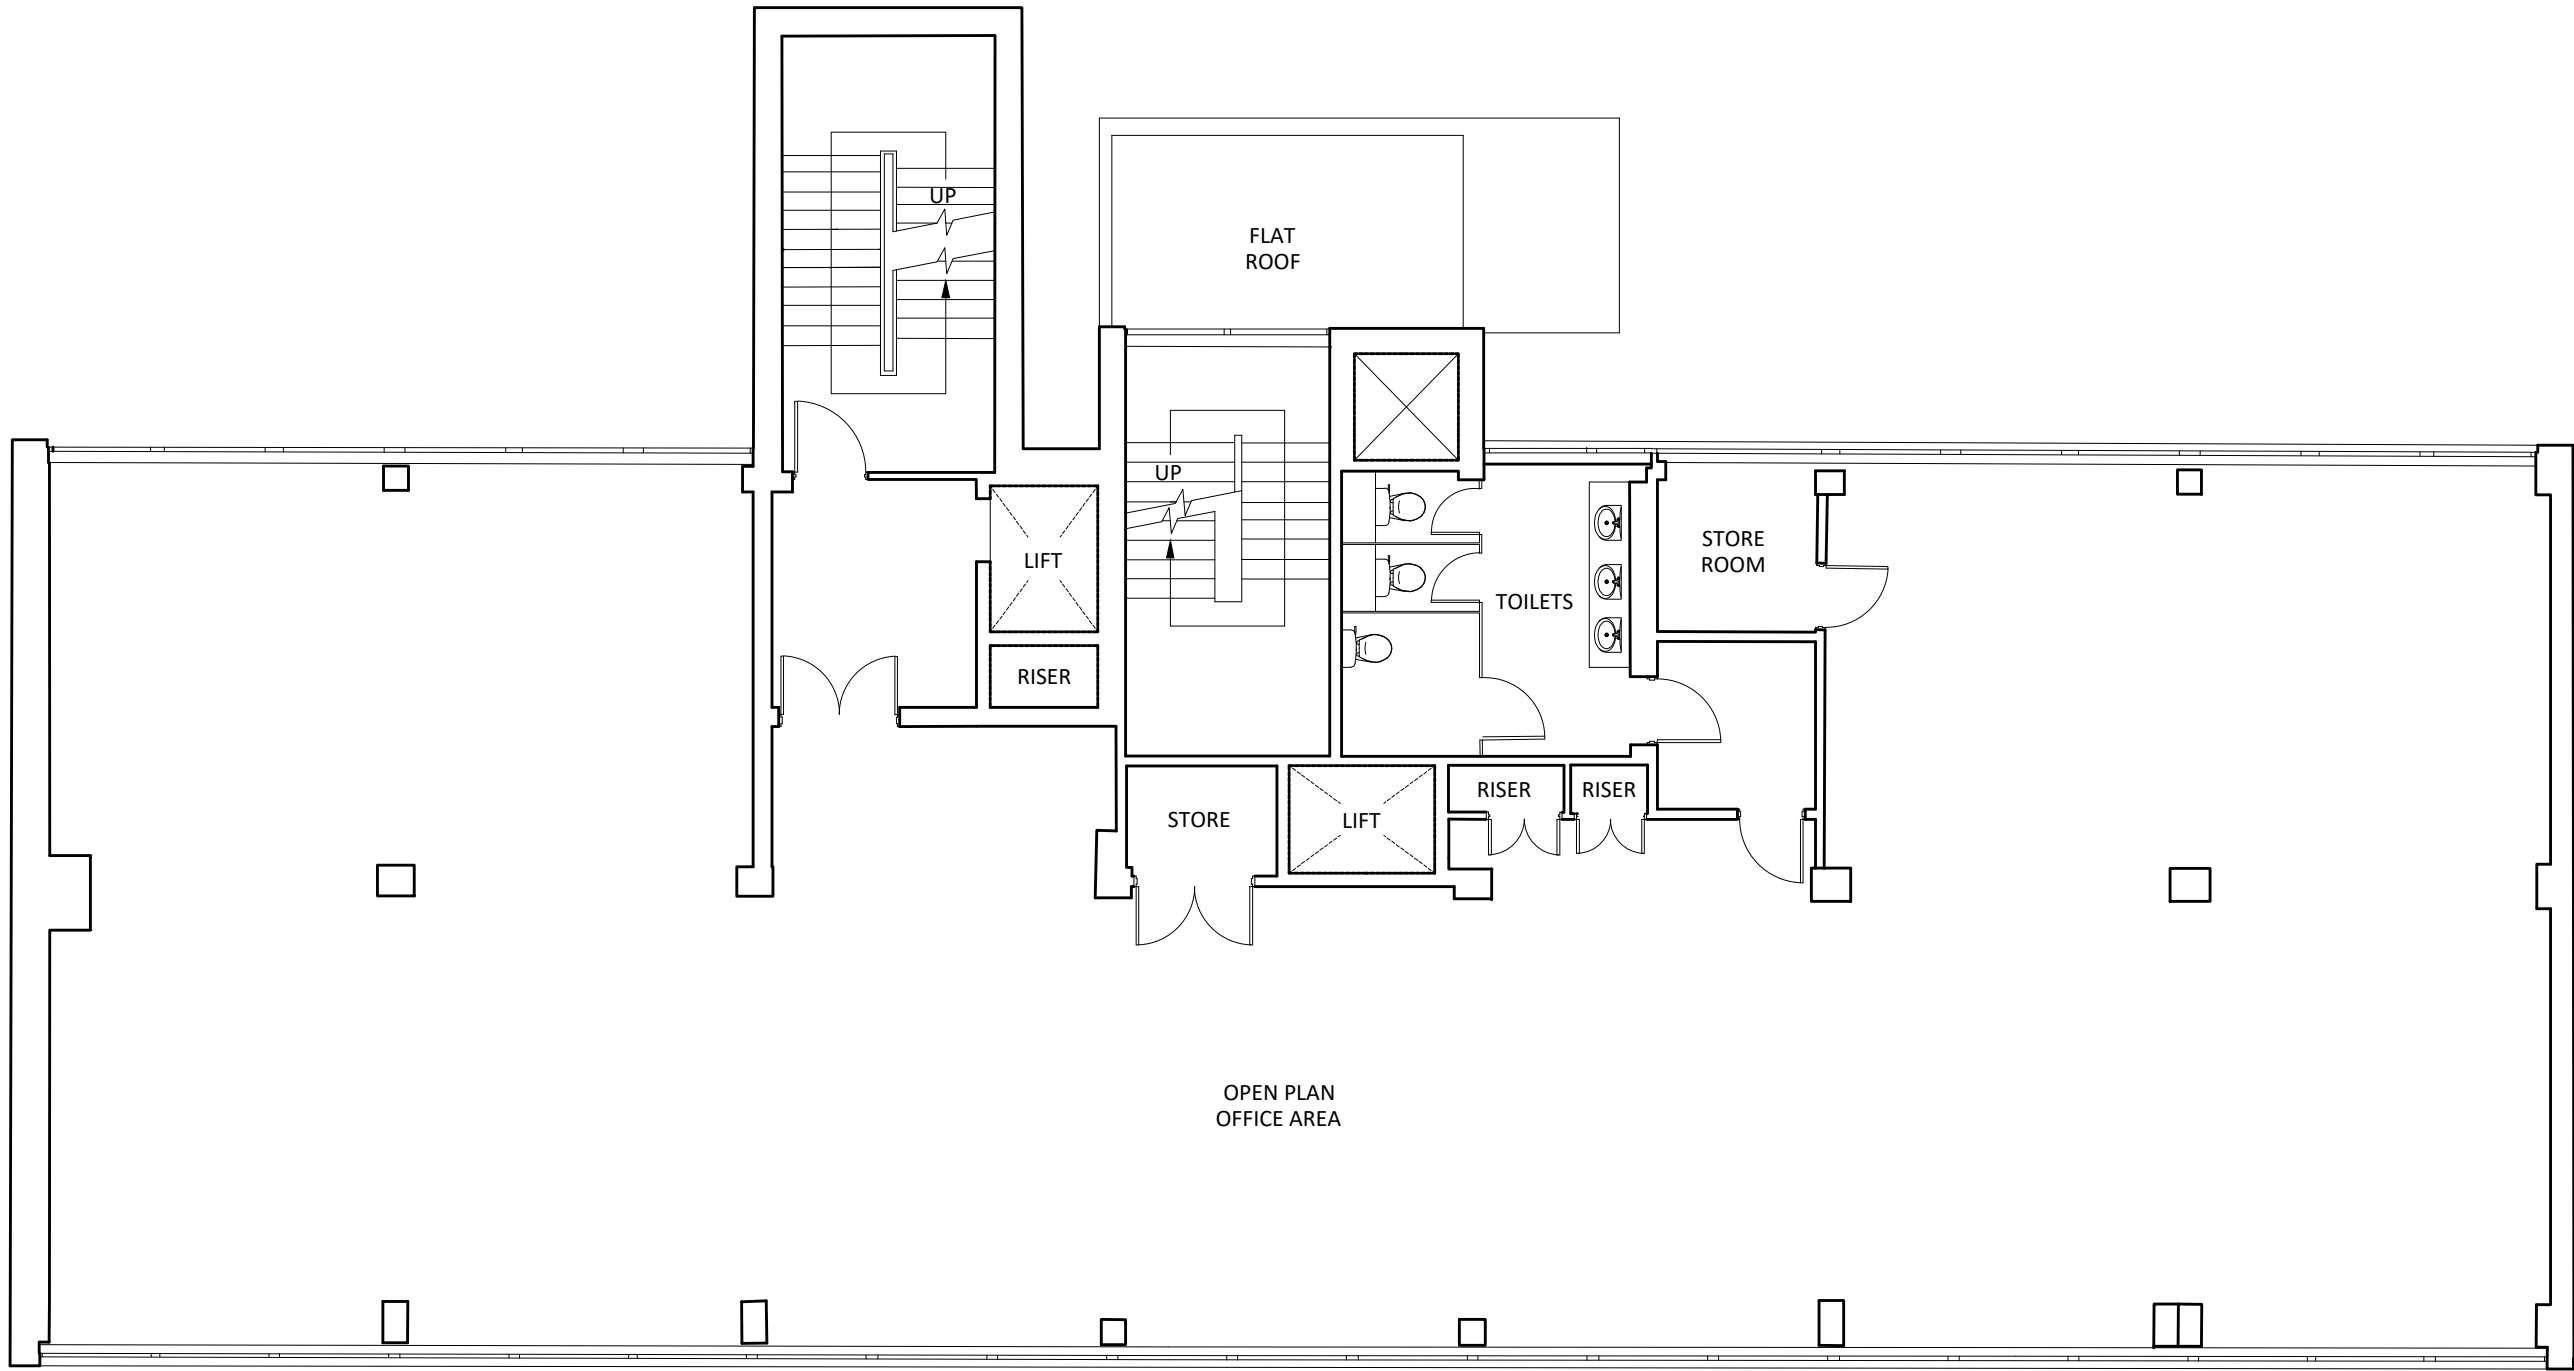 UP
FLAT
ROOF
UP
LIFT
STORE
ROOM
TOILETS
RISER
RISER
RISER
STORE
LIFT
OPEN PLAN
OFFICE AREA